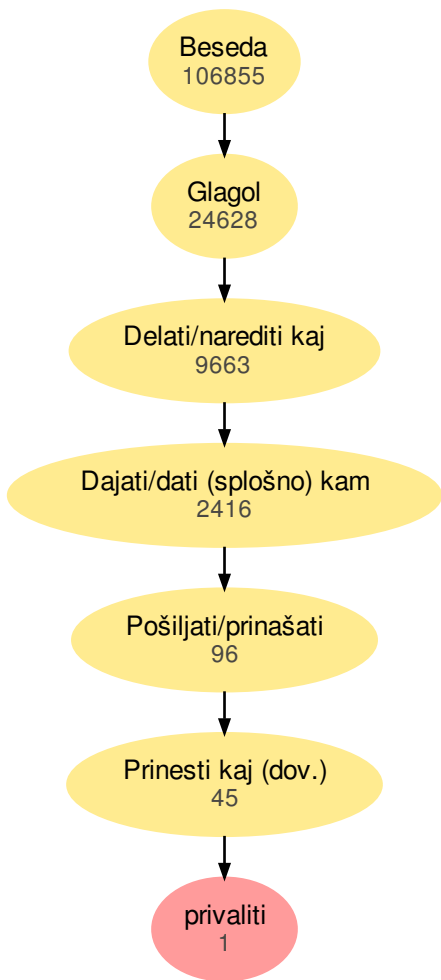 Beseda
106855
Glagol
24628
Delati/narediti kaj
9663
Dajati/dati (splošno) kam
2416
Pošiljati/prinašati
96
Prinesti kaj (dov.)
45
privaliti
1